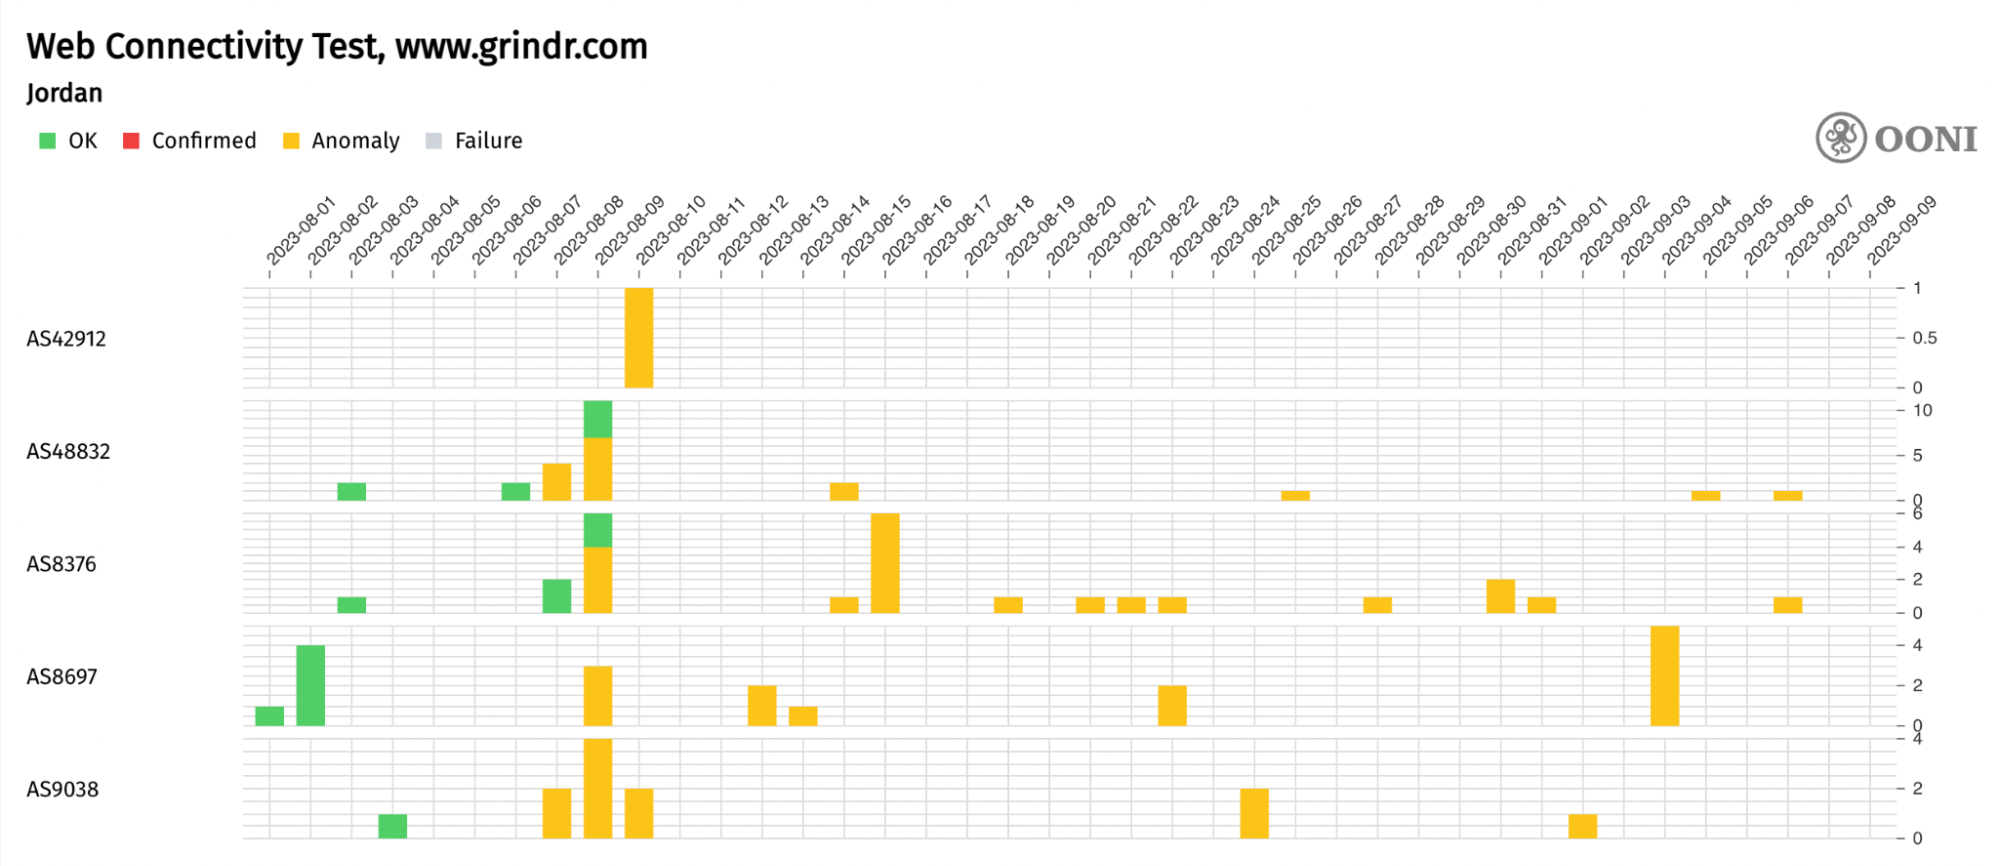 Web Connectivity Test, www.grindr.com
Jordan
OK Confirmed Anomaly Failure
OONI
2023-08-01 2023-08-02 2023-08-03 2023-08-04 2023-08-05 2023-08-06 2023-08-07 2023-08-08 2023-08-09 2023-08-10 2023-08-11 2023-08-12 2023-08-13 2023-08-14 2023-08-15 2023-08-16 2023-08-17 2023-08-18 2023-08-19 2023-08-20 2023-08-21 2023-08-22 2023-08-23 2023-08-24 2023-08-25 2023-08-26 2023-08-27 2023-08-28 2023-08-29 2023-08-30 2023-08-31 2023-09-01 2023-09-02 2023-09-03 2023-09-04 2023-09-05 2023-09-06 2023-09-07 2023-09-08 2023-09-09
1
AS42912 0.5
0
10
AS48832 5
0
6
4
AS8376
2
0
4
AS8697
2
0
4
AS9038 2
0